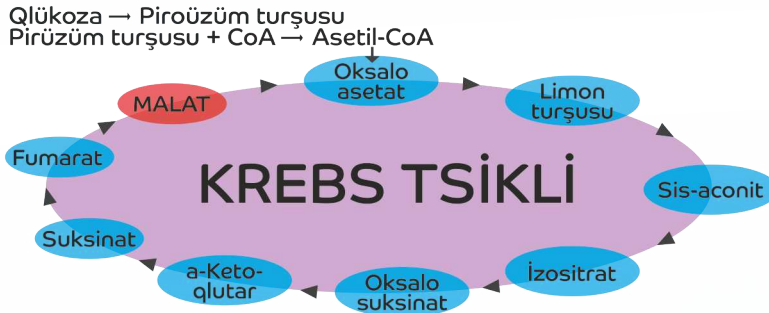 Qlükoza → Piroüzüm turşusu
Pirüzüm turşusu + CoA → Asetil-CoA
Oksalo
asetat
MALAT
Limon
turşusu
Fumarat
KREBS TSİKLİ
Sis-aconit
Suksinat
a-Keto-
qlutar
Oksalo
suksinat
İzositrat